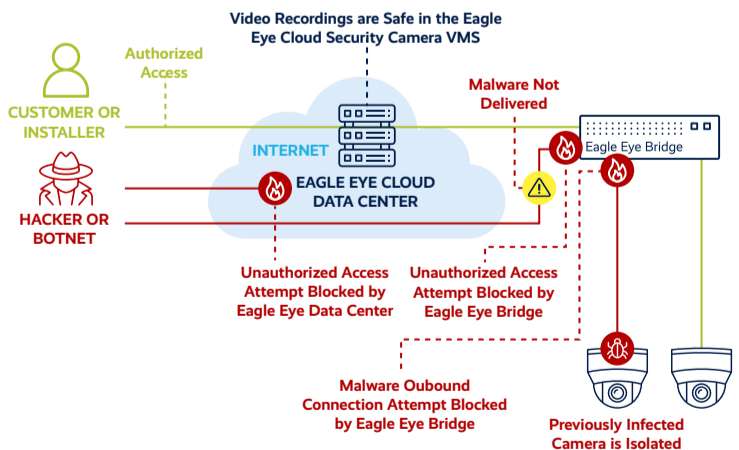 Video Recordings are Safe in the Eagle
Eye Cloud Security Camera VMS
Authorized
Access
CUSTOMER OR
INSTALLER
Malware Not
Delivered
INTERNET
Eagle Eye Bridge
EAGLE EYE CLOUD
DATA CENTER
HACKER OR
BOTNET
Unauthorized Access
Attempt Blocked by
Eagle Eye Data Center
Unauthorized Access
Attempt Blocked by
Eagle Eye Bridge
Malware Oubound
Connection Attempt Blocked
by Eagle Eye Bridge
Previously Infected
Camera is Isolated